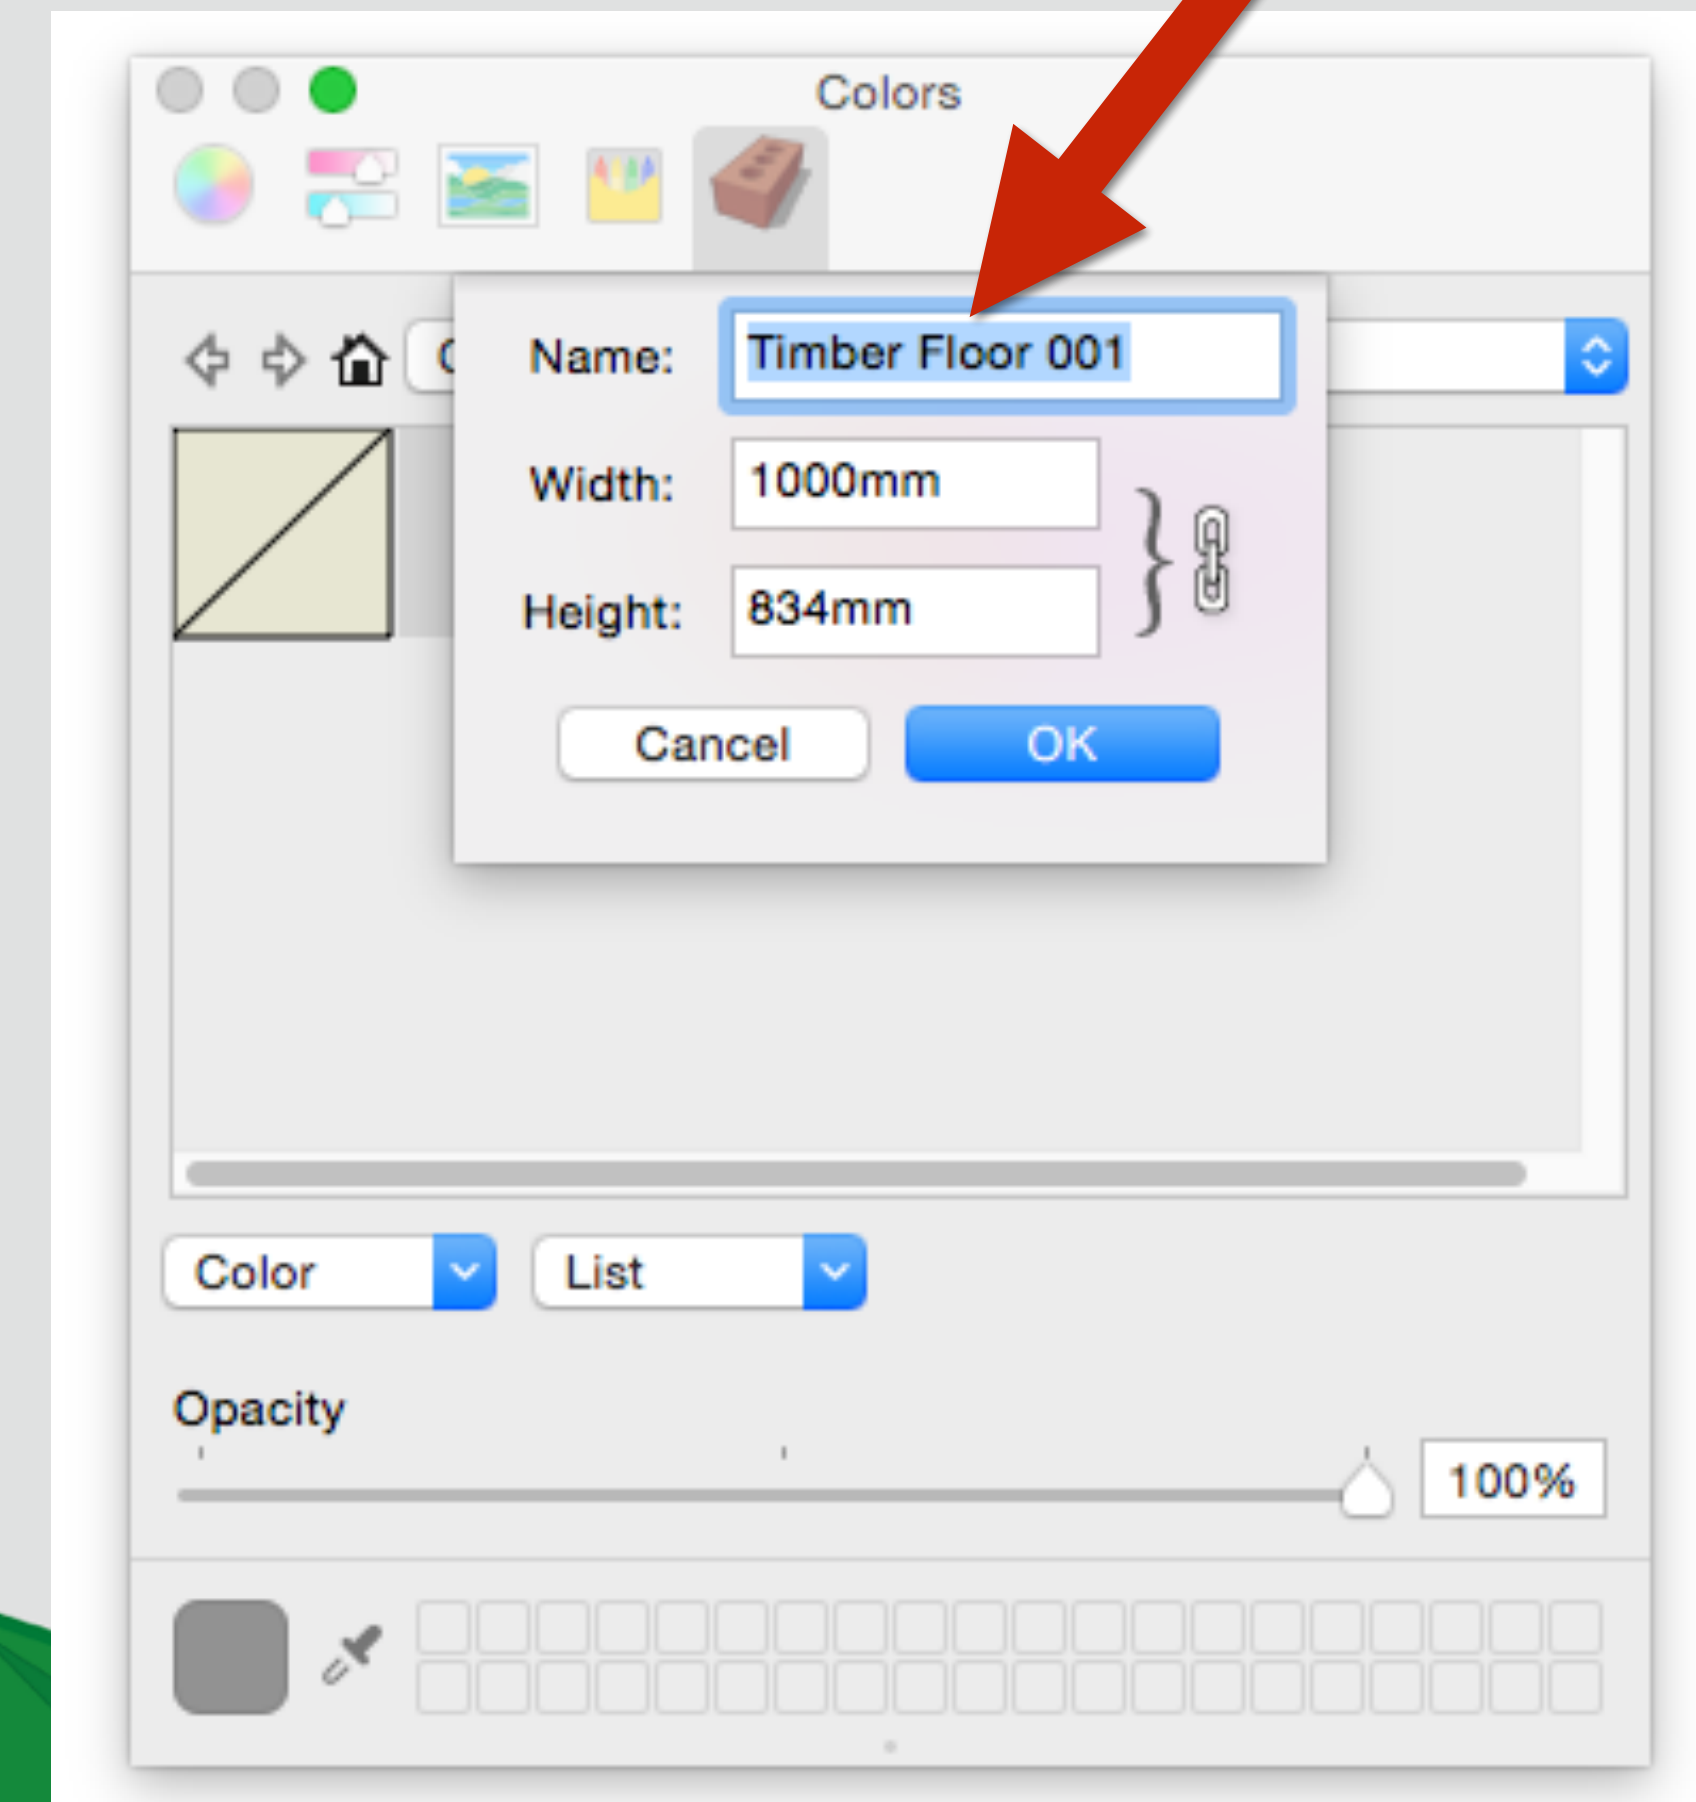 Colors
Name: Timber Floor 001
Width: 1000mm
Height: 834mm
Cancel OK
Color List
Opacity
100%